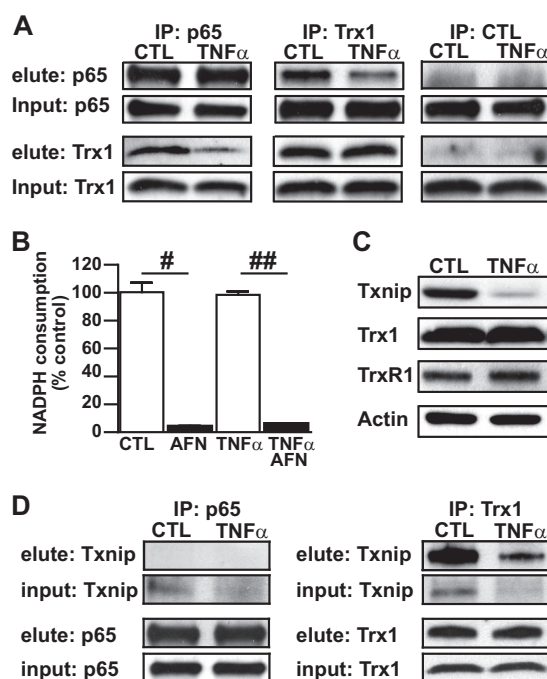 A
IP: p65 IP: Trx1 IP: CTL
CTL TNFα CTL TNFα CTL TNFα
elute: p65
Input: p65
elute: Trx1
Input: Trx1
B
NADPH consumption
(% control)
120
100
80
60
40
20
0
# ##
CTL AFN TNFα TNFα
AFN
C
CTL TNFα
Txnip
Trx1
TrxR1
Actin
D
IP: p65
CTL TNFα
elute: Txnip
input: Txnip
elute: p65
input: p65
IP: Trx1
CTL TNFα
elute: Txnip
input: Txnip
elute: Trx1
input: Trx1